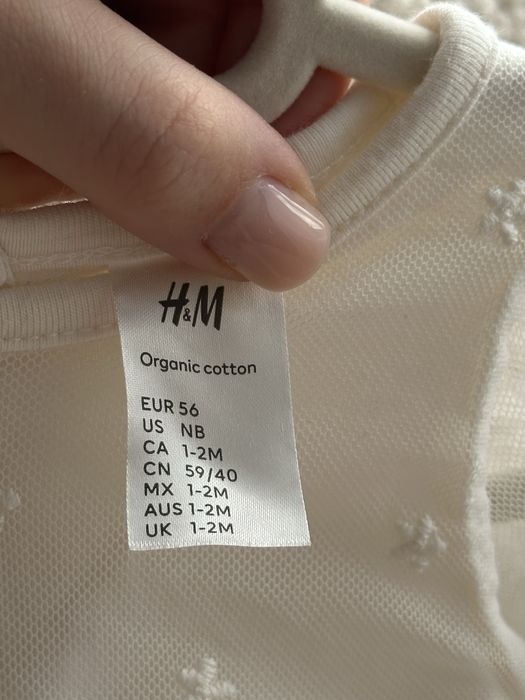 H&M
Organic cotton
EUR 56
US NB
CA 1-2M
CN 59/40
MX 1-2M
AUS 1-2M
UK 1-2M